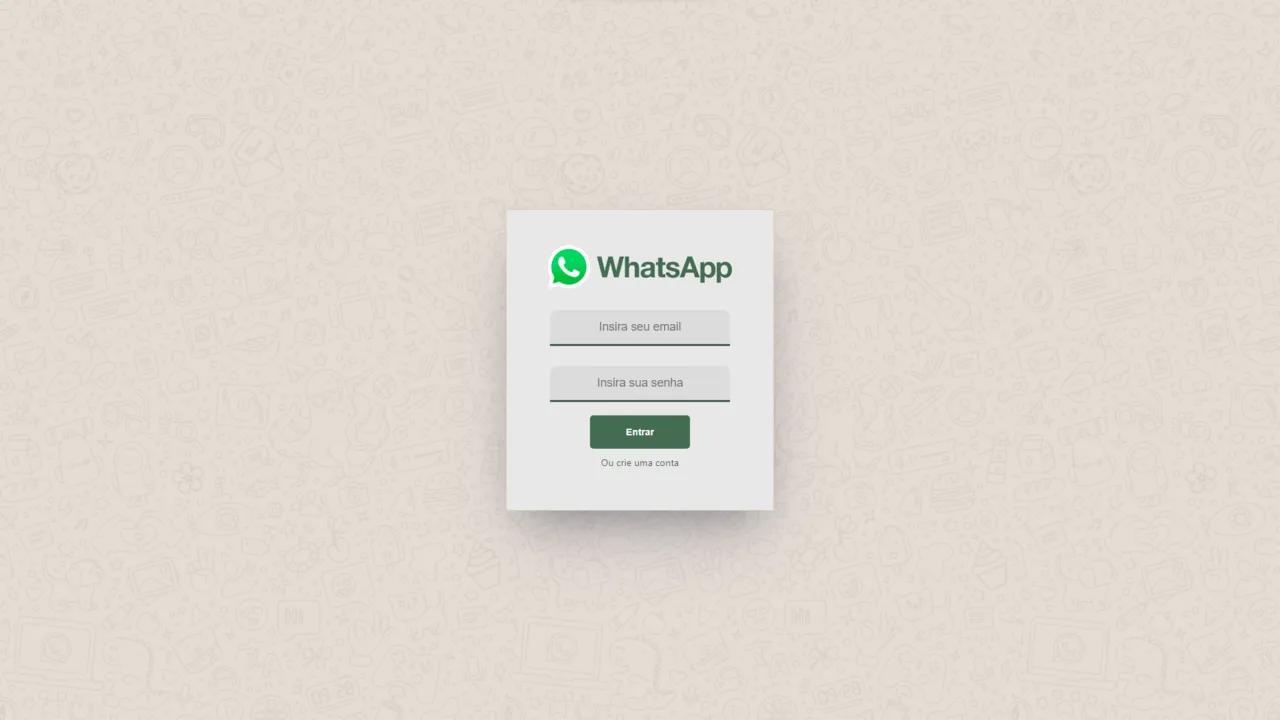 WhatsApp
Insira seu email
Insira sua senha
Entrar
Ou crie uma conta